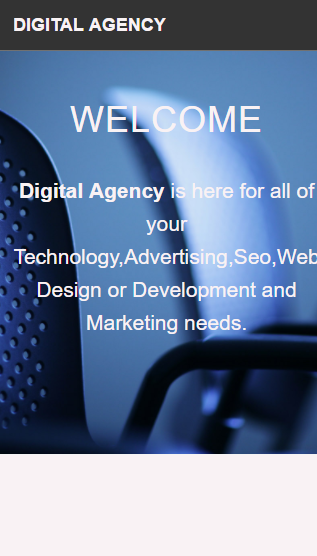 DIGITAL AGENCY
WELCOME
Digital Agency is here for all of
your
Technology,Advertising,Seo,Web
Design or Development and
Marketing needs.